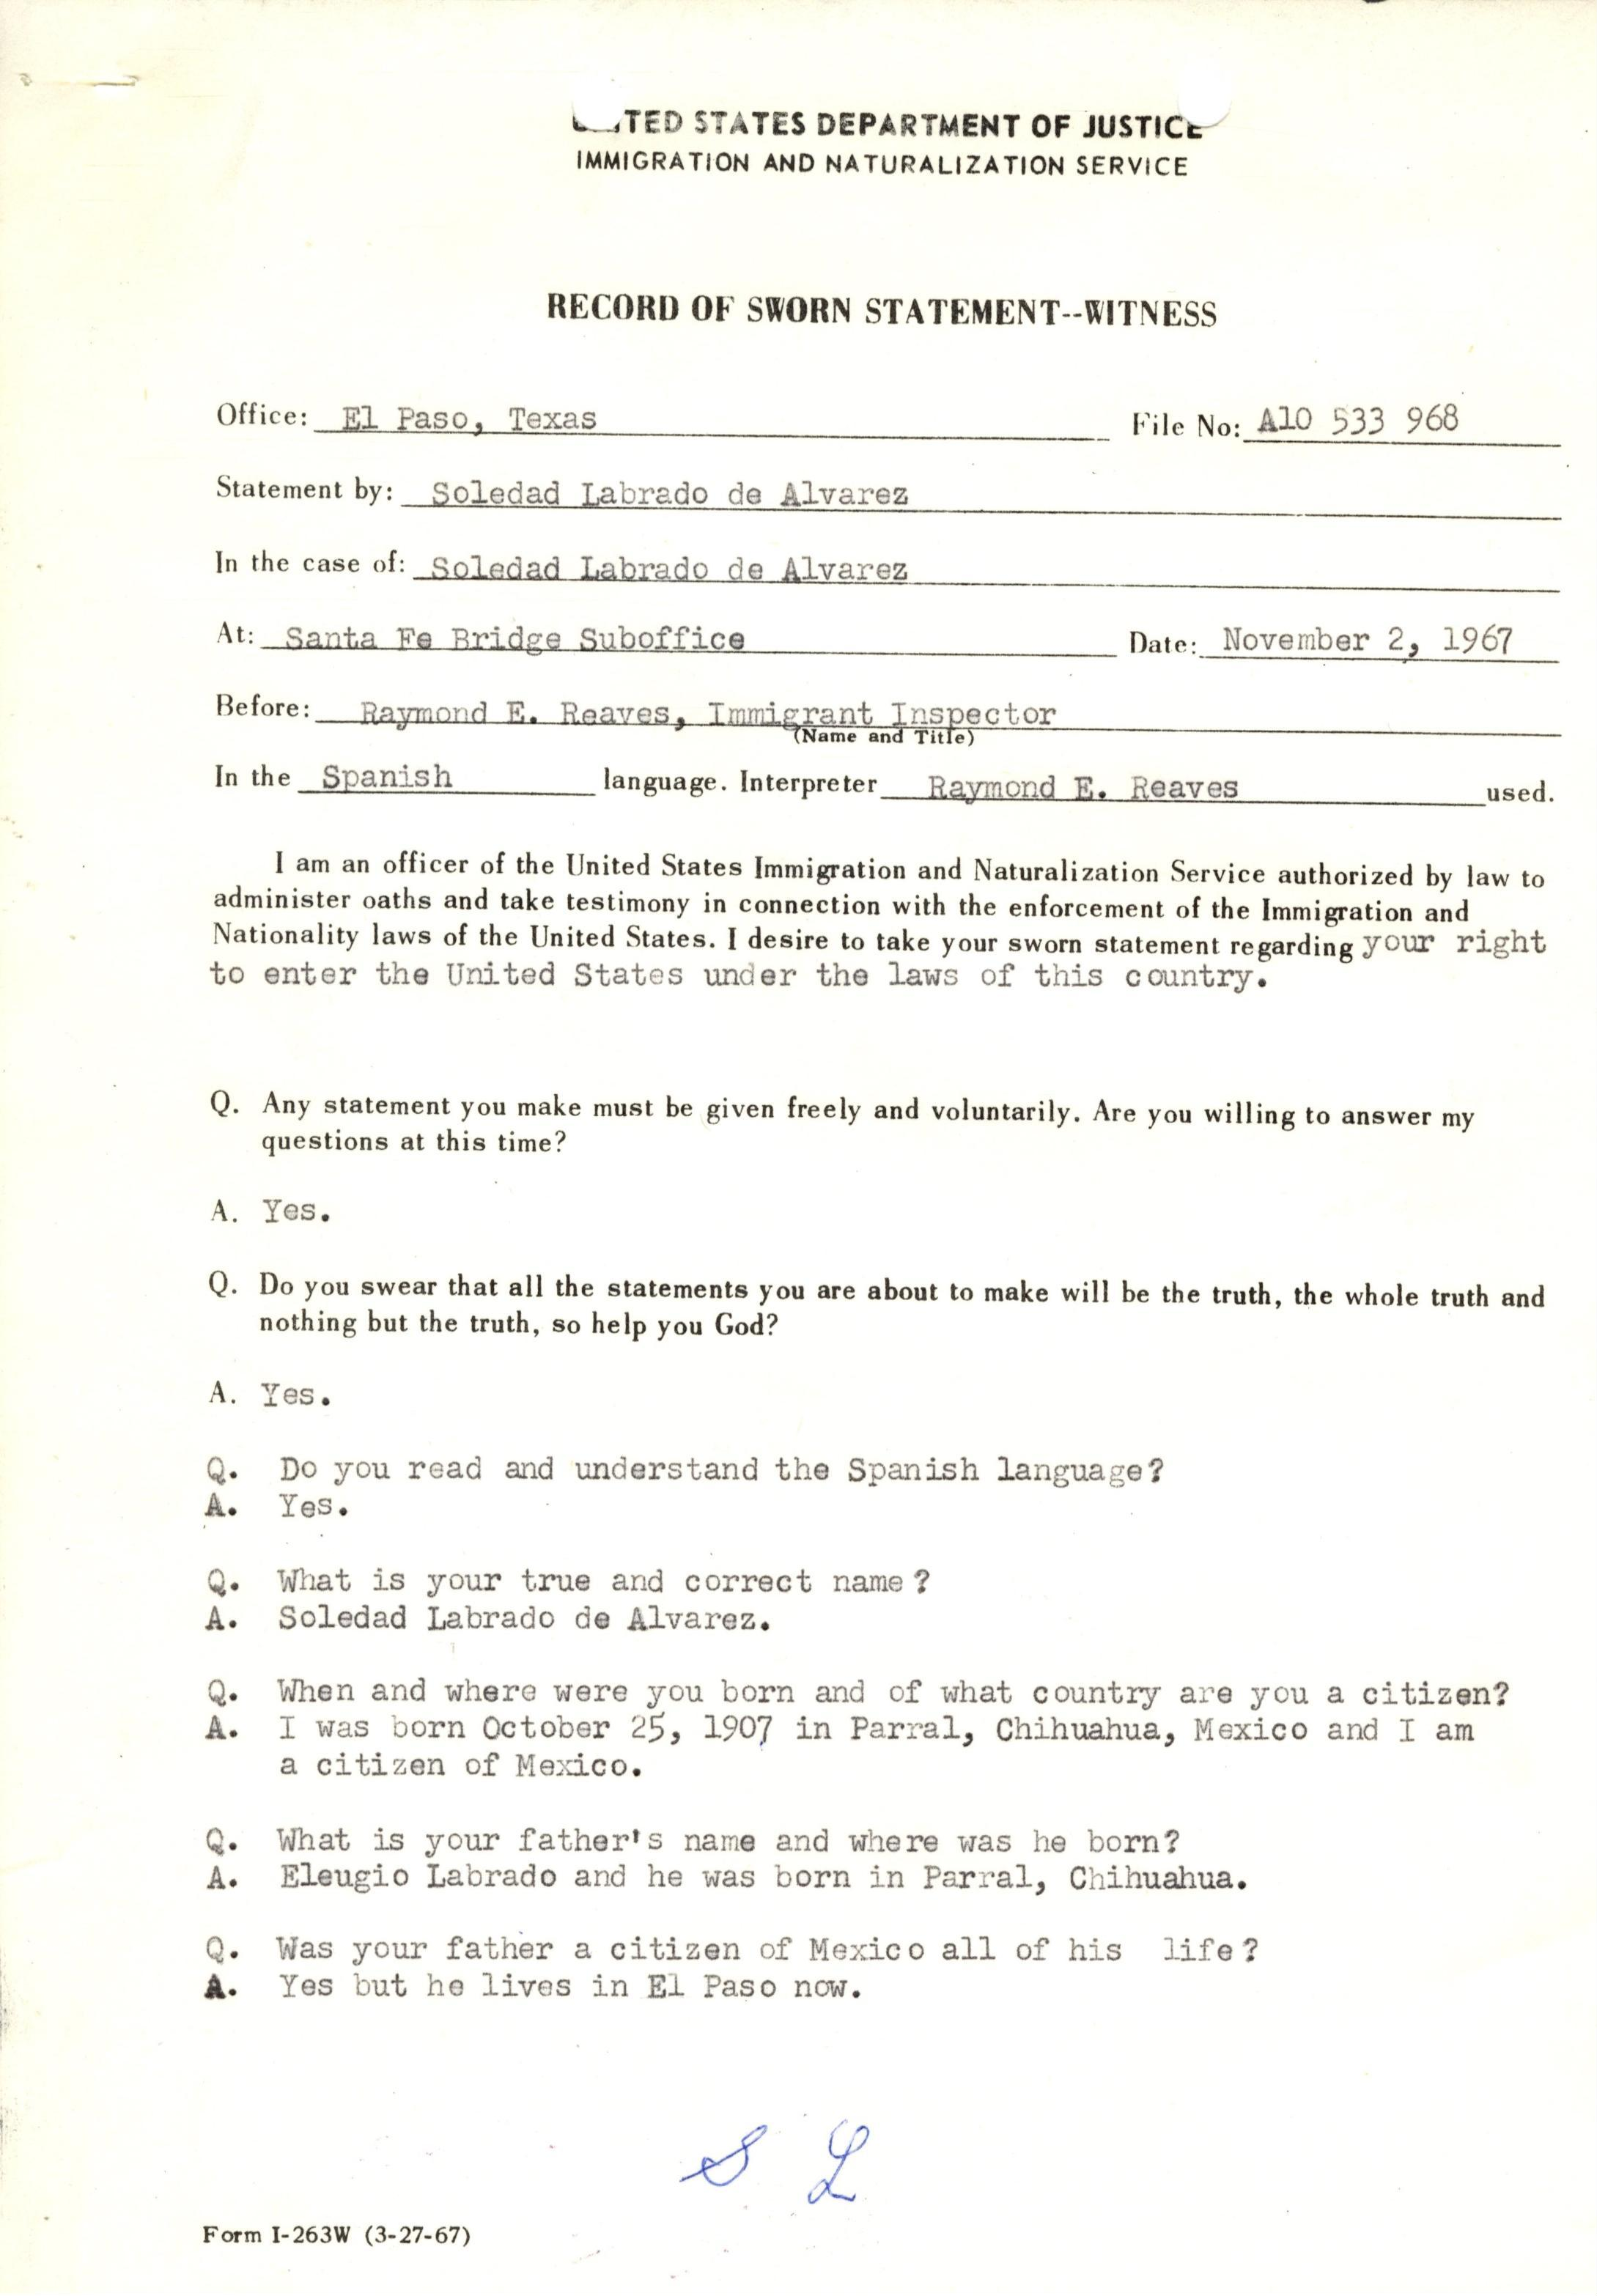 UNITED STATES DEPARTMENT OF JUSTICE
IMMIGRATION AND NATURALIZATION SERVICE
RECORD OF SWORN STATEMENT--WITNESS
Office: El Paso, Texas File No: A10 533 968
Statement by: Soledad Labrado de Alvarez
In the case of: Soledad Labrado de Alvarez
At: Santa Fe Bridge Suboffice Date: November 2, 1967
Before: Raymond E. Reaves, Immigrant Inspector
(Name and Title)
In the Spanish language. Interpreter Raymond E. Reaves used.
I am an officer of the United States Immigration and Naturalization Service authorized by law to
administer oaths and take testimony in connection with the enforcement of the Immigration and
Nationality laws of the United States. I desire to take your sworn statement regarding your right
to enter the United States under the laws of this country.
Q. Any statement you make must be given freely and voluntarily. Are you willing to answer my
questions at this time?
A. Yes.
Q. Do you swear that all the statements you are about to make will be the truth, the whole truth and
nothing but the truth, so help you God?
A. Yes.
Q. Do you read and understand the Spanish language?
A. Yes.
Q. What is your true and correct name?
A. Soledad Labrado de Alvarez.
Q. When and where were you born and of what country are you a citizen?
A. I was born October 25, 1907 in Parral, Chihuahua, Mexico and I am
a citizen of Mexico.
Q. What is your father's name and where was he born?
A. Eleugio Labrado and he was born in Parral, Chihuahua.
Q. Was your father a citizen of Mexico all of his life?
A. Yes but he lives in El Paso now.
S L
Form I-263W (3-27-67)